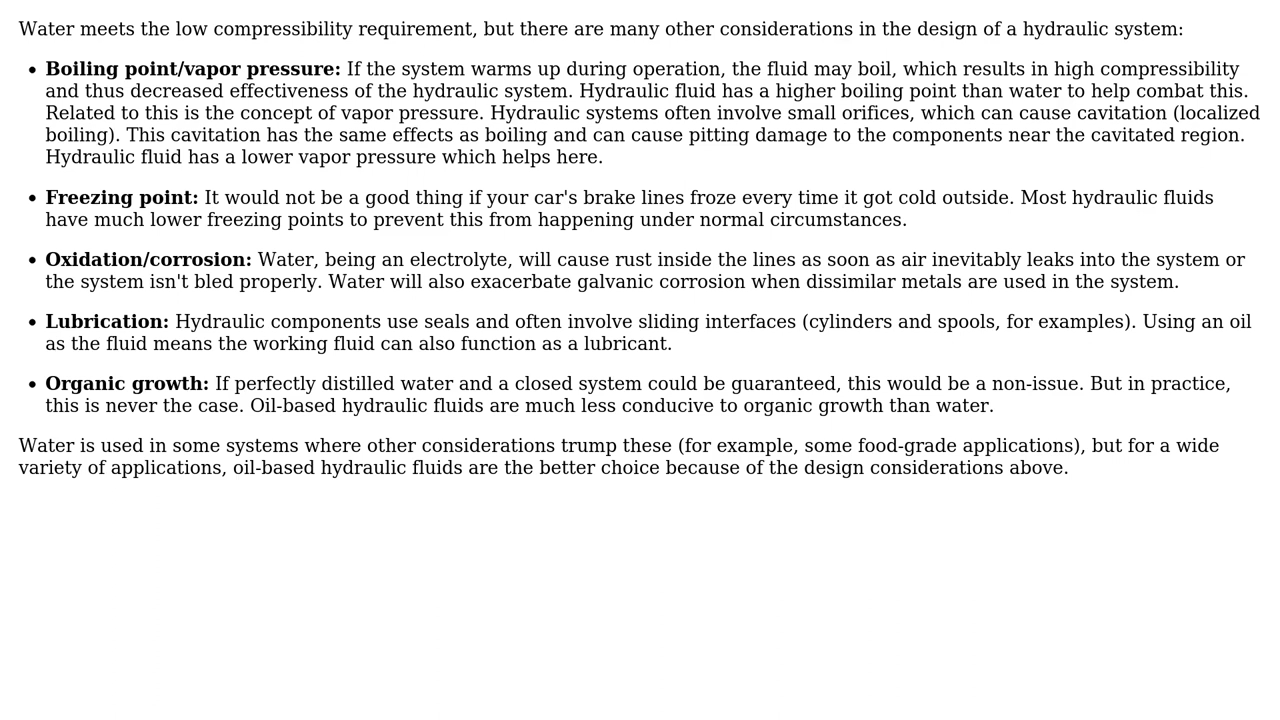 Water meets the low compressibility requirement, but there are many other considerations in the design of a hydraulic system:
• Boiling point/vapor pressure: If the system warms up during operation, the fluid may boil, which results in high compressibility
and thus decreased effectiveness of the hydraulic system. Hydraulic fluid has a higher boiling point than water to help combat this.
Related to this is the concept of vapor pressure. Hydraulic systems often involve small orifices, which can cause cavitation (localized
boiling). This cavitation has the same effects as boiling and can cause pitting damage to the components near the cavitated region.
Hydraulic fluid has a lower vapor pressure which helps here.
• Freezing point: It would not be a good thing if your car's brake lines froze every time it got cold outside. Most hydraulic fluids
have much lower freezing points to prevent this from happening under normal circumstances.
• Oxidation/corrosion: Water, being an electrolyte, will cause rust inside the lines as soon as air inevitably leaks into the system or
the system isn't bled properly. Water will also exacerbate galvanic corrosion when dissimilar metals are used in the system.
• Lubrication: Hydraulic components use seals and often involve sliding interfaces (cylinders and spools, for examples). Using an oil
as the fluid means the working fluid can also function as a lubricant.
• Organic growth: If perfectly distilled water and a closed system could be guaranteed, this would be a non-issue. But in practice,
this is never the case. Oil-based hydraulic fluids are much less conducive to organic growth than water.
Water is used in some systems where other considerations trump these (for example, some food-grade applications), but for a wide
variety of applications, oil-based hydraulic fluids are the better choice because of the design considerations above.